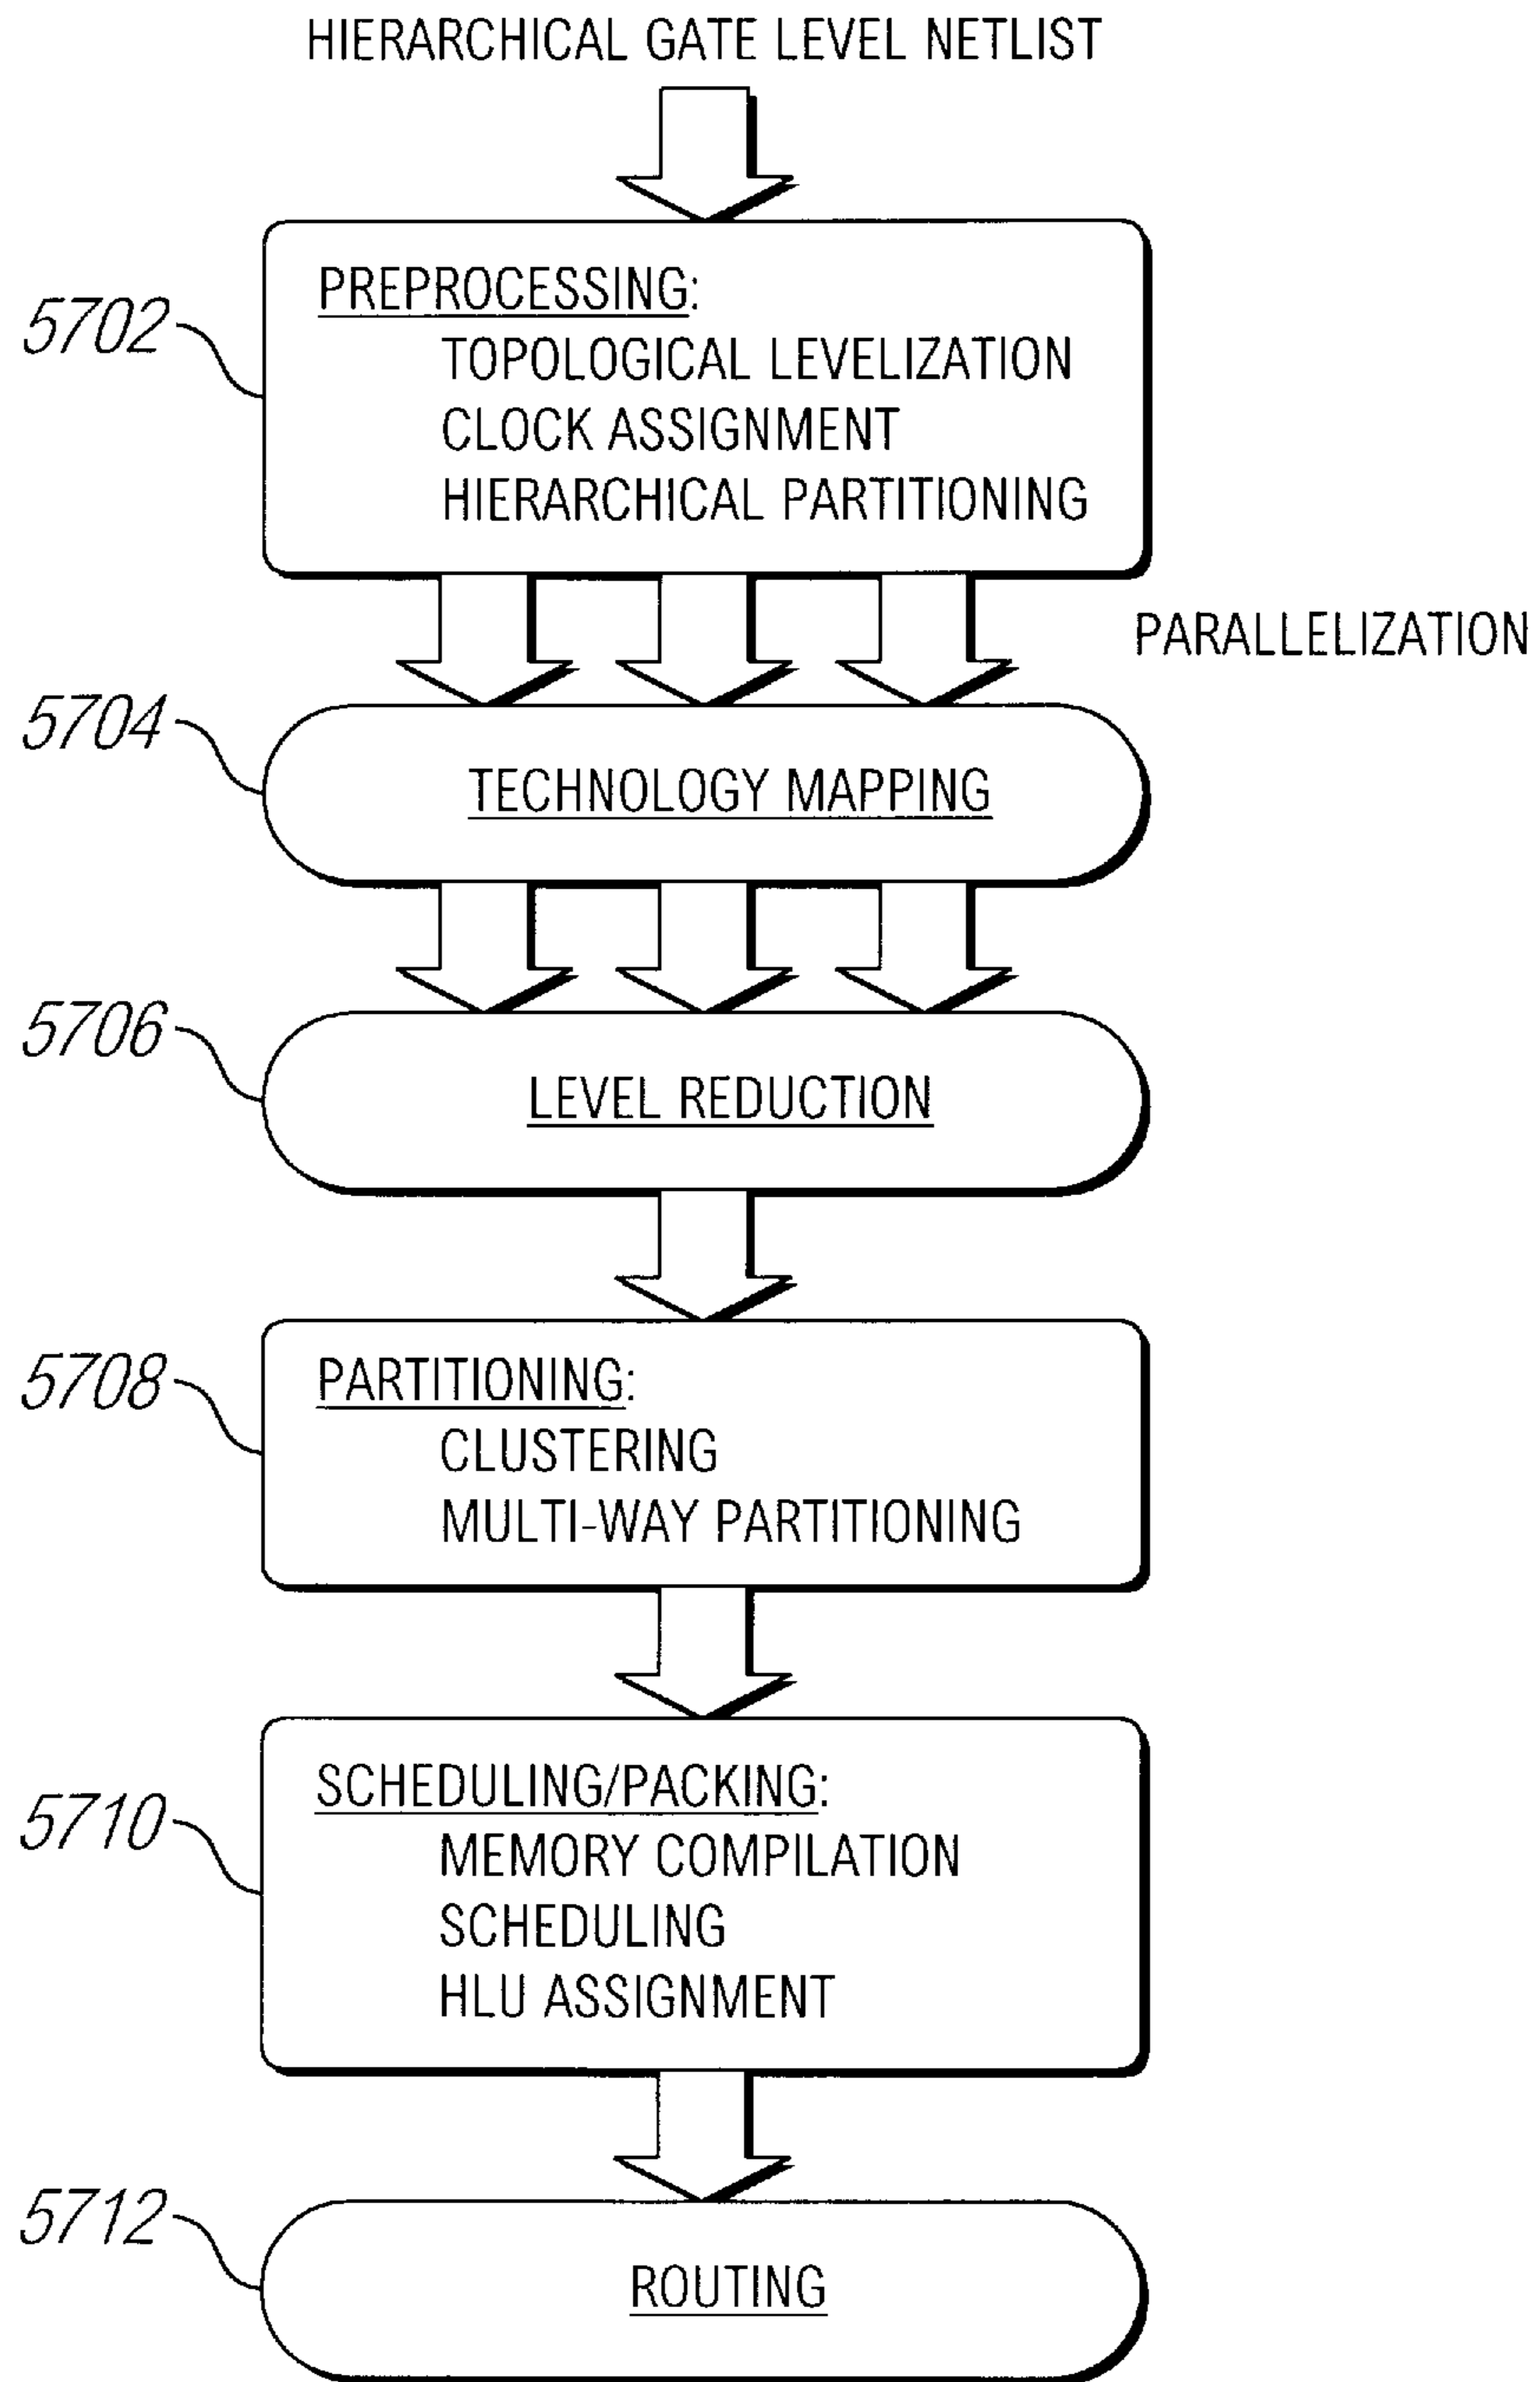 HIERARCHICAL GATE LEVEL NETLIST
5702
PREPROCESSING:
TOPOLOGICAL LEVELIZATION
CLOCK ASSIGNMENT
HIERARCHICAL PARTITIONING
PARALLELIZATION
5704
TECHNOLOGY MAPPING
5706
LEVEL REDUCTION
5708
PARTITIONING:
CLUSTERING
MULTI-WAY PARTITIONING
5710
SCHEDULING/PACKING:
MEMORY COMPILATION
SCHEDULING
HLU ASSIGNMENT
5712
ROUTING